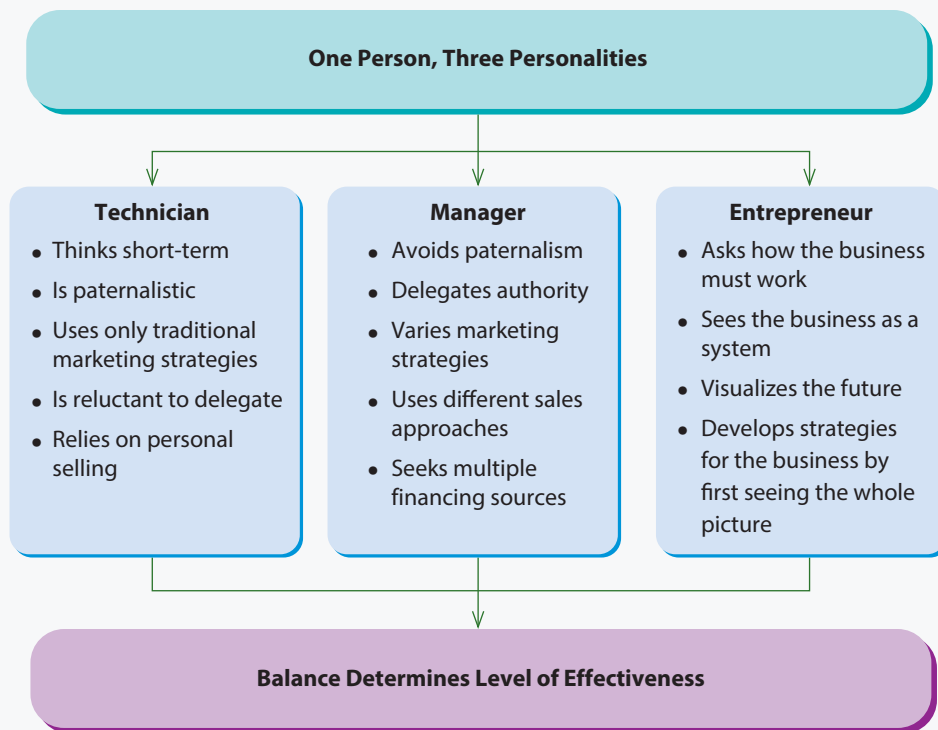 One Person, Three Personalities
Technician
• Thinks short-term
• Is paternalistic
• Uses only traditional
marketing strategies
• Is reluctant to delegate
• Relies on personal
selling
Manager
• Avoids paternalism
• Delegates authority
• Varies marketing
strategies
• Uses different sales
approaches
• Seeks multiple
financing sources
Entrepreneur
• Asks how the business
must work
• Sees the business as a
system
• Visualizes the future
• Develops strategies
for the business by
first seeing the whole
picture
Balance Determines Level of Effectiveness